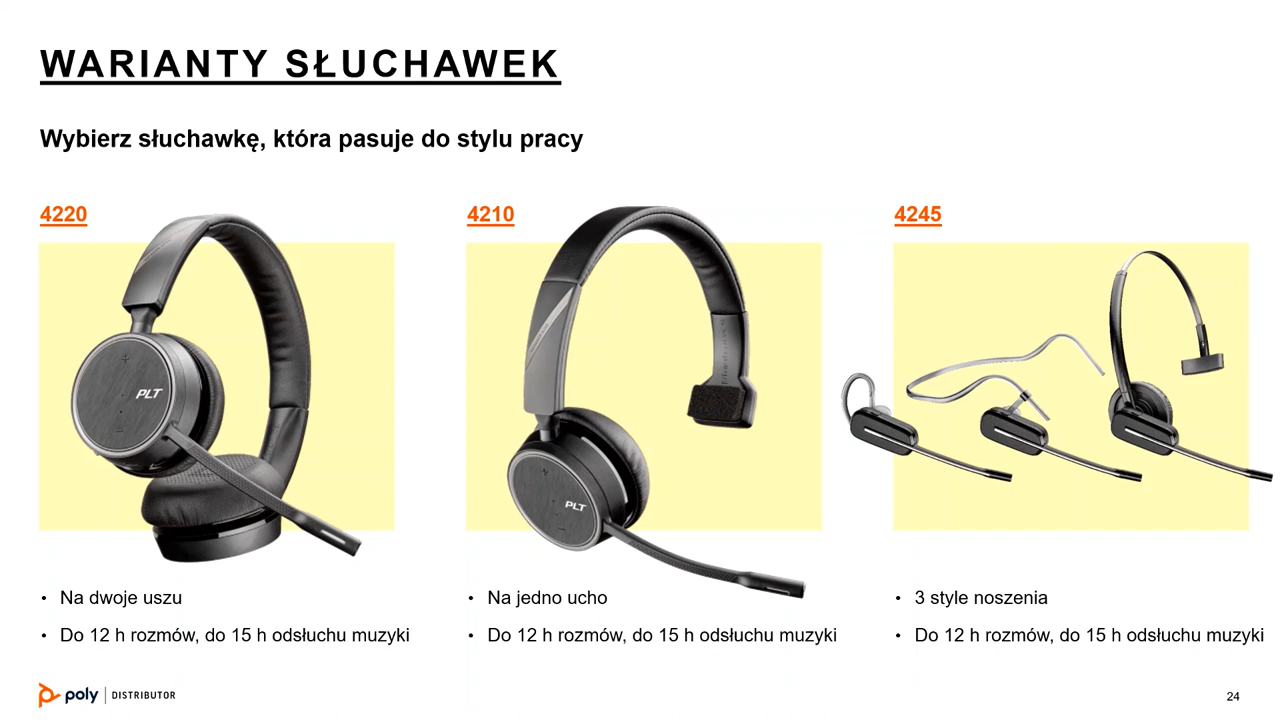 WARIANTY SŁUCHAWEK
Wybierz słuchawkę, która pasuje do stylu pracy
4220
4210
4245
PLT
PLT
• Na dwoje uszu
• Do 12 h rozmów, do 15 h odsłuchu muzyki
• Na jedno ucho
• Do 12 h rozmów, do 15 h odsłuchu muzyki
• 3 style noszenia
• Do 12 h rozmów, do 15 h odsłuchu muzyki
poly | DISTRIBUTOR
24